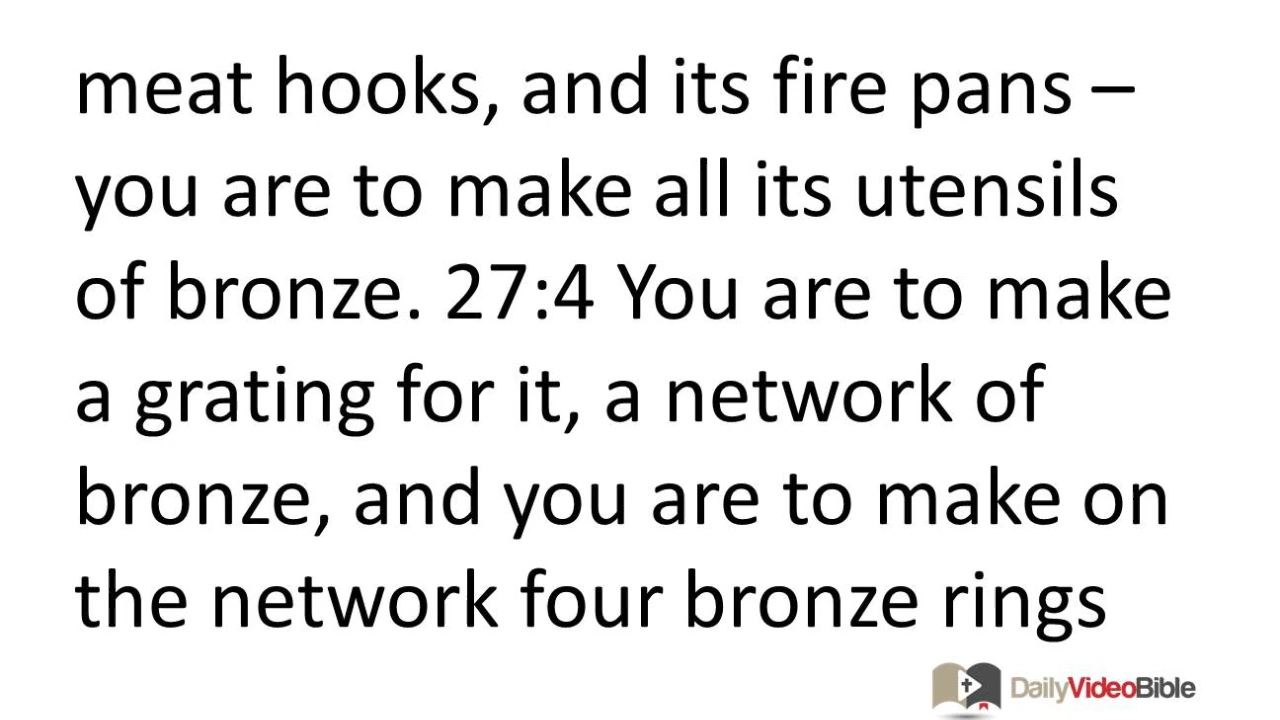 meat hooks, and its fire pans –
you are to make all its utensils
of bronze. 27:4 You are to make
a grating for it, a network of
bronze, and you are to make on
the network four bronze rings
DailyVideoBible